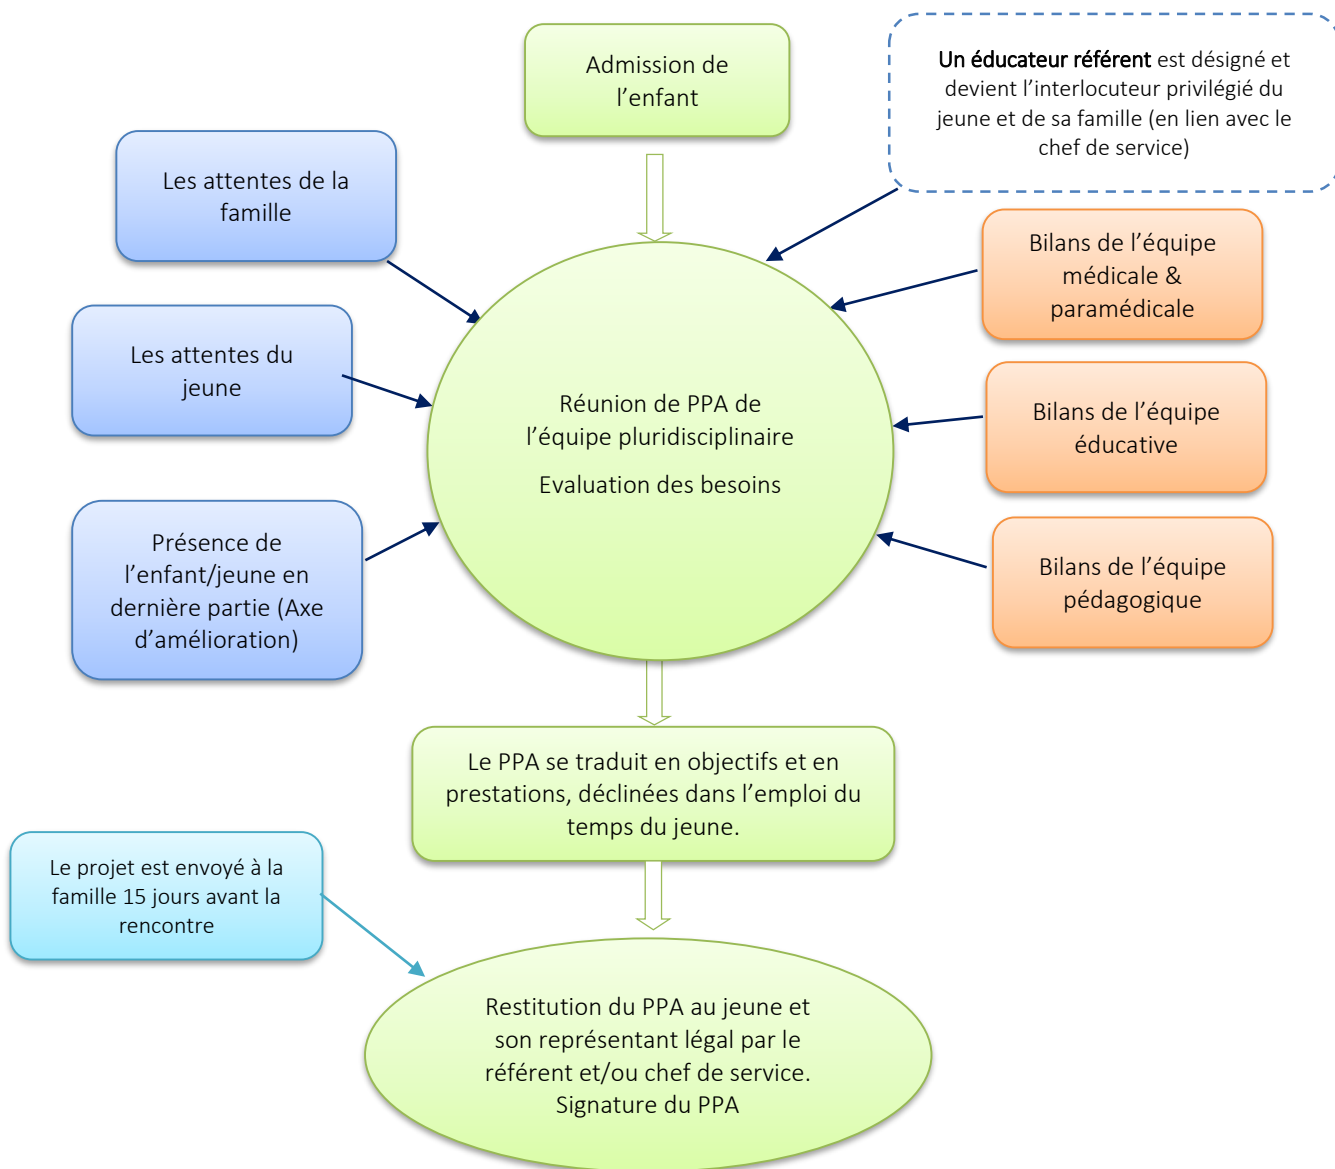 Admission de
l’enfant
Un éducateur référent est désigné et
devient l’interlocuteur privilégié du
jeune et de sa famille (en lien avec le
chef de service)
Les attentes de la
famille
Bilans de l’équipe
médicale &
paramédicale
Les attentes du
jeune
Réunion de PPA de
l’équipe pluridisciplinaire
Evaluation des besoins
Bilans de l’équipe
éducative
Présence de
l’enfant/jeune en
dernière partie (Axe
d’amélioration)
Bilans de l’équipe
pédagogique
Le PPA se traduit en objectifs et en
prestations, déclinées dans l’emploi du
temps du jeune.
Le projet est envoyé à la
famille 15 jours avant la
rencontre
Restitution du PPA au jeune et
son représentant légal par le
référent et/ou chef de service.
Signature du PPA